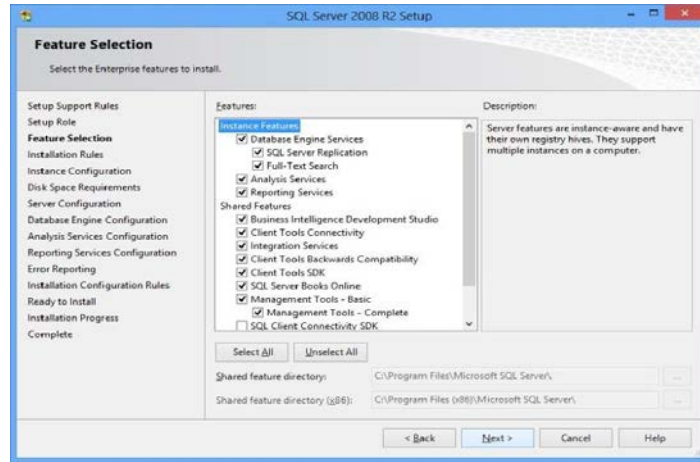 SQL Server 2008 R2 Setup
Feature Selection
Select the Enterprise features to install.
Setup Support Rules
Setup Role
Feature Selection
Installation Rules
Instance Configuration
Disk Space Requirements
Server Configuration
Database Engine Configuration
Analysis Services Configuration
Reporting Services Configuration
Error Reporting
Installation Configuration Rules
Ready to Install
Installation Progress
Complete
Features:
Instance Features
Database Engine Services
SQL Server Replication
Full-Text Search
Analysis Services
Reporting Services
Shared Features
Business Intelligence Development Studio
Client Tools Connectivity
Integration Services
Client Tools Backwards Compatibility
Client Tools SDK
SQL Server Books Online
Management Tools - Basic
Management Tools - Complete
SQL Client Connectivity SDK
Description:
Server features are instance-aware and have
their own registry hives. They support
multiple instances on a computer.
Select All
Unselect All
Shared feature directory:
C:\Program Files\Microsoft SQL Server\
...
Shared feature directory (x86):
C:\Program Files (x86)\Microsoft SQL Server\
...
< Back
Next >
Cancel
Help